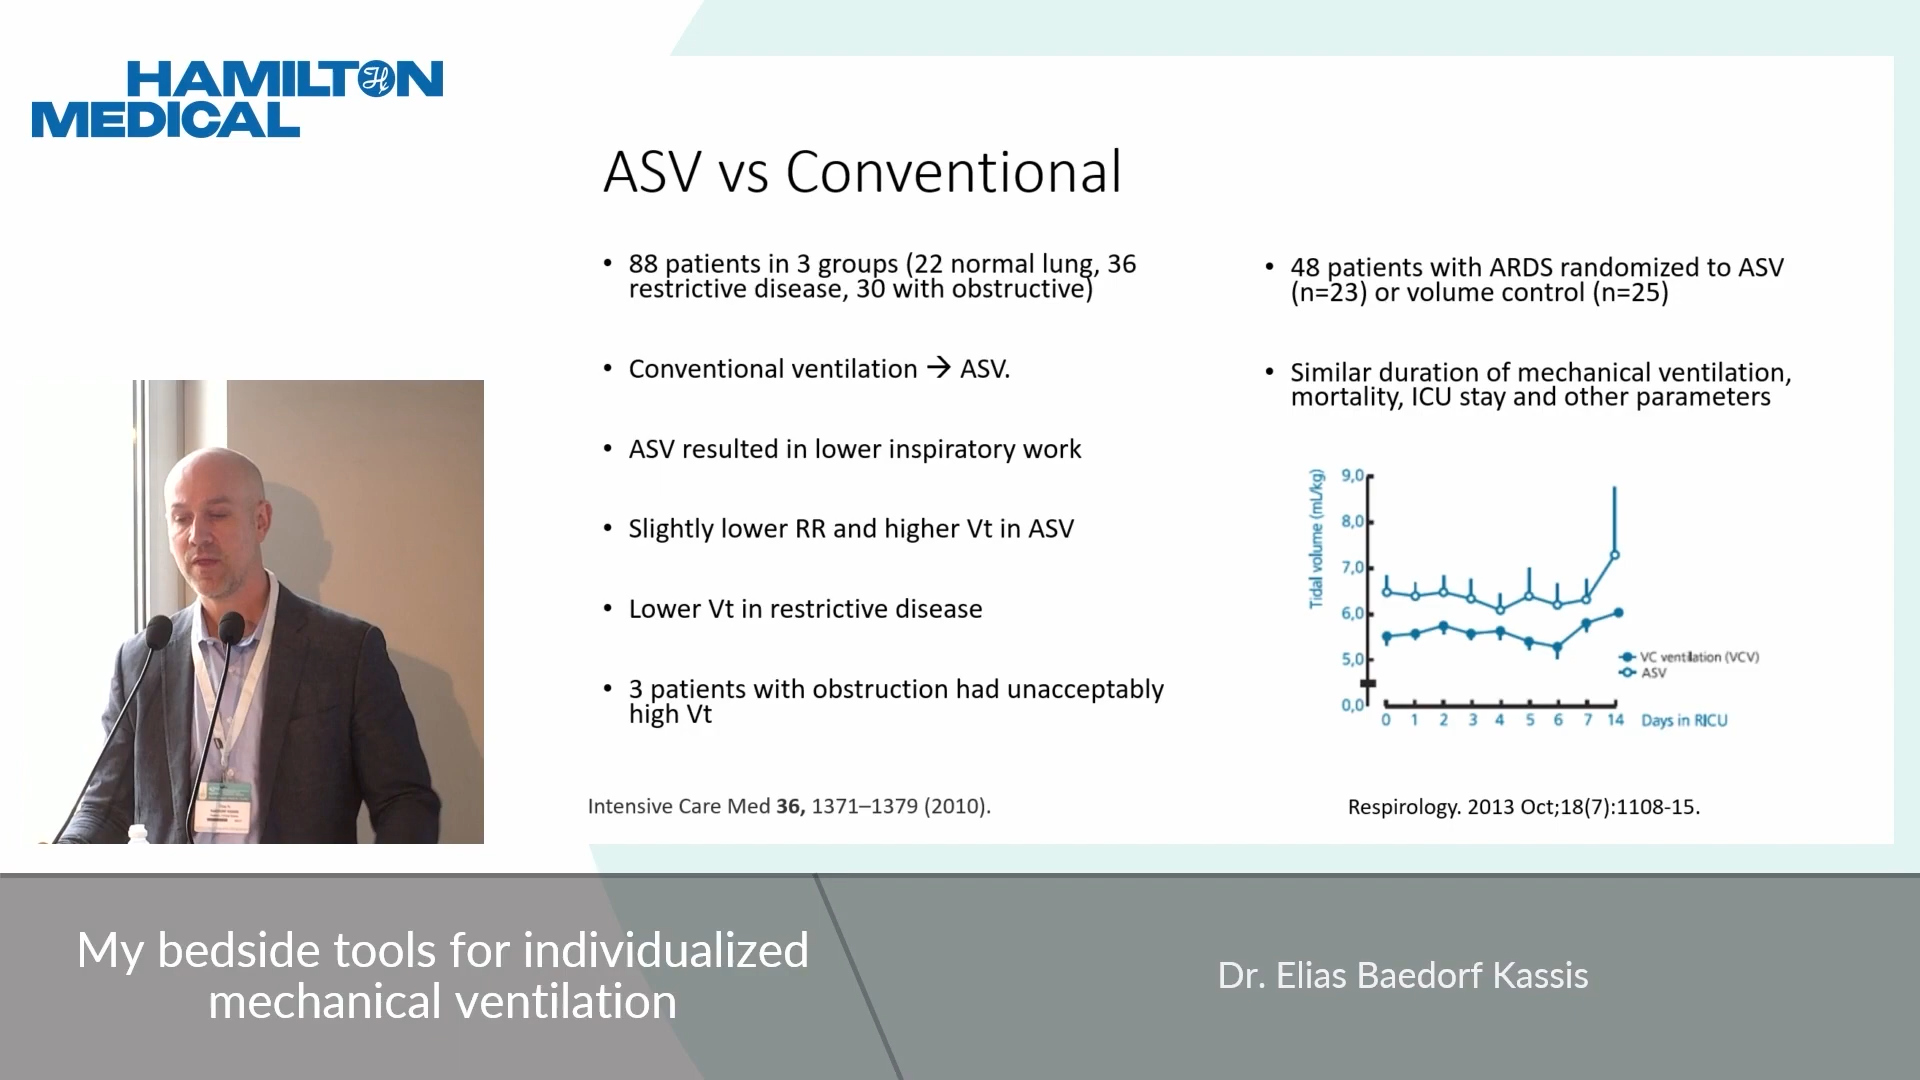 HAMILTON
MEDICAL
ASV vs Conventional
• 88 patients in 3 groups (22 normal lung, 36
restrictive disease, 30 with obstructive)
• Conventional ventilation → ASV.
• ASV resulted in lower inspiratory work
• Slightly lower RR and higher Vt in ASV
• Lower Vt in restrictive disease
• 3 patients with obstruction had unacceptably
high Vt
Intensive Care Med 36, 1371–1379 (2010).
• 48 patients with ARDS randomized to ASV
(n=23) or volume control (n=25)
• Similar duration of mechanical ventilation,
mortality, ICU stay and other parameters
Tidal volume (mL/kg)
9,0
8,0
7,0
6,0
5,0
0,0
0 1 2 3 4 5 6 7 14 Days in RICU
VC ventilation (VCV)
ASV
Respirology. 2013 Oct;18(7):1108-15.
My bedside tools for individualized
mechanical ventilation
Dr. Elias Baedorf Kassis